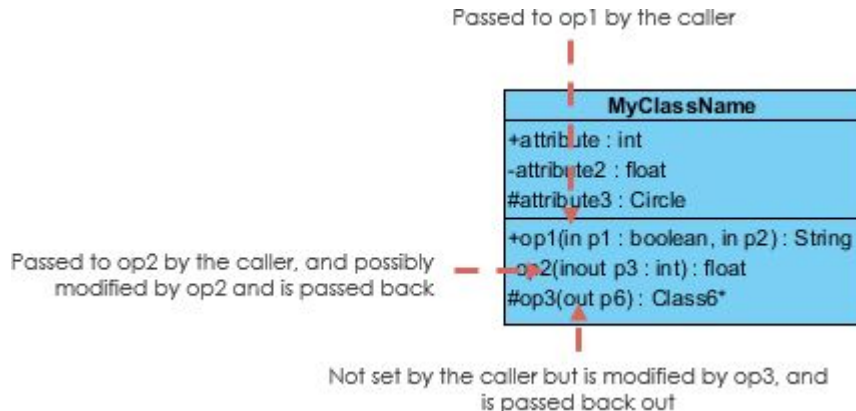 Passed to op1 by the caller
MyClassName
+attribute : int
-attribute2 : float
#attribute3 : Circle
+op1(in p1 : boolean, in p2) : String
-op2(inout p3 : int) : float
#op3(out p6) : Class6*
Passed to op2 by the caller, and possibly
modified by op2 and is passed back
Not set by the caller but is modified by op3, and
is passed back out